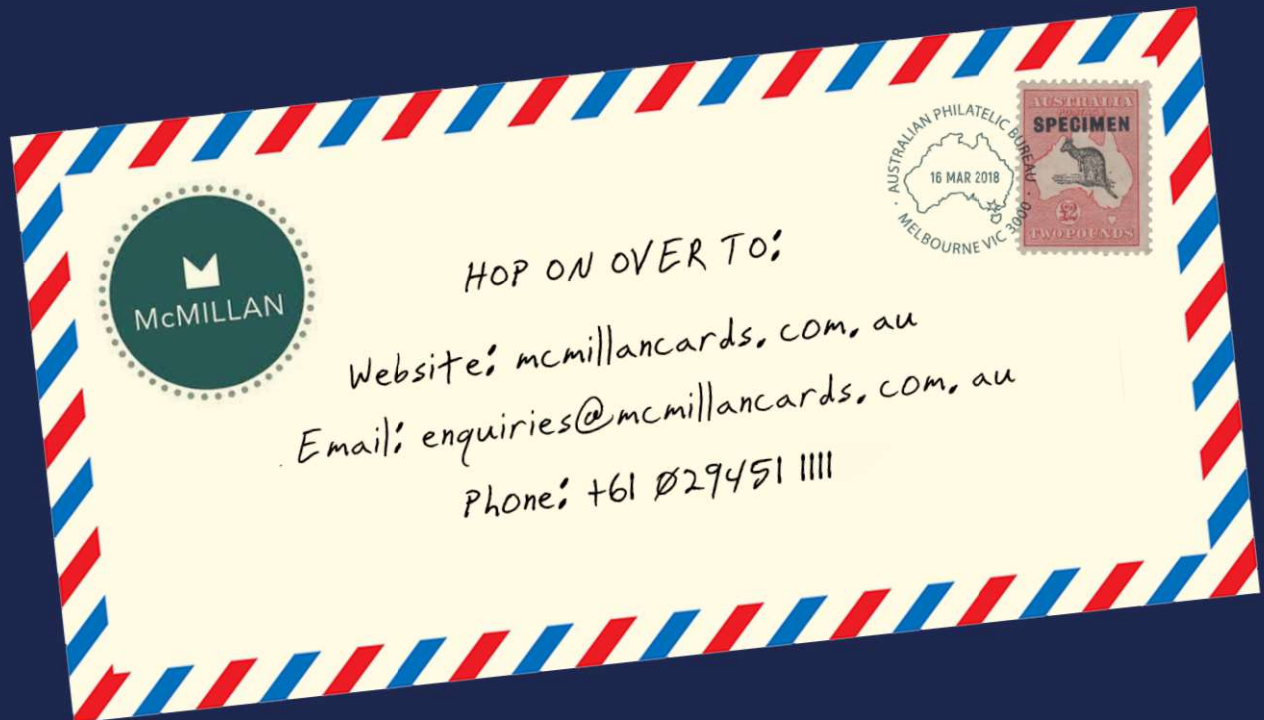 AUSTRALIAN PHILATELIC BUREAU
16 MAR 2018
MELBOURNE VIC 3000
AUSTRALIA
SPECIMEN
£2
TWO POUNDS
McMILLAN
HOP ON OVER TO:
Website: mcmillancards.com.au
Email: enquiries@mcmillancards.com.au
Phone: +61 029451 1111